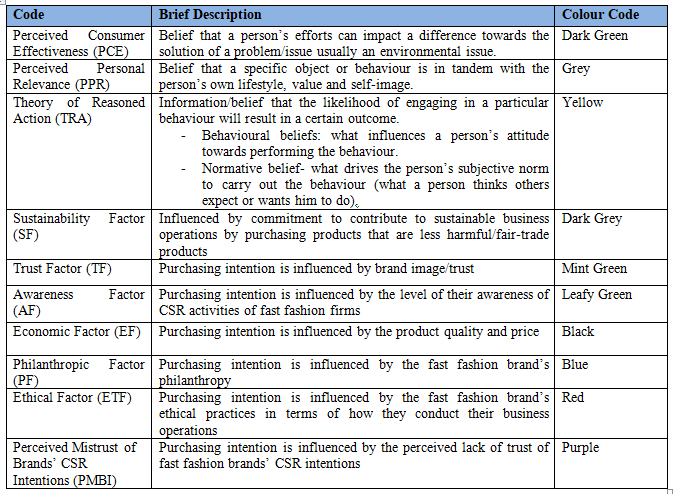 Code Brief Description Colour Code
Perceived Consumer Belief that a person's efforts can impact a difference towards the Dark Green
Effectiveness (PCE) solution of a problem/issue usually an environmental issue.
Perceived Personal Belief that a specific object or behaviour is in tandem with the Grey
Relevance (PPR) person's own lifestyle, value and self-image.
Theory of Reasoned Information/belief that the likelihood of engaging in a particular Yellow
Action (TRA) behaviour will result in a certain outcome.
- Behavioural beliefs: what influences a person's attitude
towards performing the behaviour.
- Normative belief- what drives the person's subjective norm
to carry out the behaviour (what a person thinks others
expect or wants him to do).
Sustainability Factor Influenced by commitment to contribute to sustainable business Dark Grey
(SF) operations by purchasing products that are less harmful/fair-trade
products
Trust Factor (TF) Purchasing intention is influenced by brand image/trust Mint Green
Awareness Factor Purchasing intention is influenced by the level of their awareness of Leafy Green
(AF) CSR activities of fast fashion firms
Economic Factor (EF) Purchasing intention is influenced by the product quality and price Black
Philanthropic Factor Purchasing intention is influenced by the fast fashion brand's Blue
(PF) philanthropy
Ethical Factor (ETF) Purchasing intention is influenced by the fast fashion brand's Red
ethical practices in terms of how they conduct their business
operations
Perceived Mistrust of Purchasing intention is influenced by the perceived lack of trust of Purple
Brands' CSR fast fashion brands' CSR intentions
Intentions (PMBI)